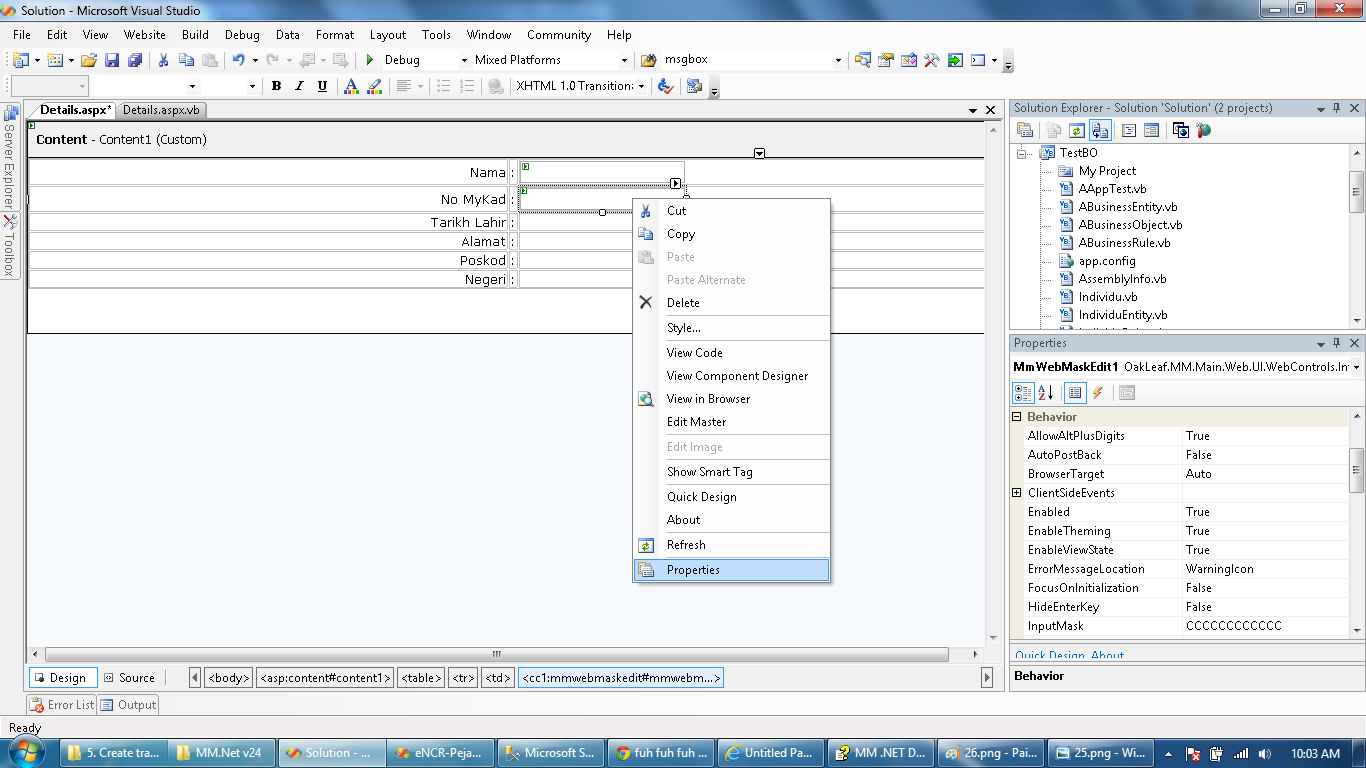 Solution - Microsoft Visual Studio
File Edit View Website Build Debug Data Format Layout Tools Window Community Help
Debug Mixed Platforms msgbox
B I U A XHTML 1.0 Transition:
Details.aspx* Details.aspx.vb
Server Explorer
Toolbox
Content - Content1 (Custom)
Nama :
No MyKad :
Tarikh Lahir :
Alamat :
Poskod :
Negeri :
Cut
Copy
Paste
Paste Alternate
Delete
Style...
View Code
View Component Designer
View in Browser
Edit Master
Edit Image
Show Smart Tag
Quick Design
About
Refresh
Properties
Design Source <body> <asp:content#content1> <table> <tr> <td> <cc1:mmwebmaskedit#mmwebm...>
Error List Output
Ready
Solution Explorer - Solution 'Solution' (2 projects)
TestBO
My Project
AAppTest.vb
ABusinessEntity.vb
ABusinessObject.vb
ABusinessRule.vb
app.config
AssemblyInfo.vb
Individu.vb
IndividuEntity.vb
Properties
MmWebMaskEdit1 OakLeaf.MM.Main.Web.UI.WebControls.In
Behavior
AllowAltPlusDigits True
AutoPostBack False
BrowserTarget Auto
ClientSideEvents
Enabled True
EnableTheming True
EnableViewState True
ErrorMessageLocation WarningIcon
FocusOnInitialization False
HideEnterKey False
InputMask CCCCCCCCCCCC
Quick Design, About
Behavior
5. Create tra... MM.Net v24 Solution - ... eNCR-Peja... Microsoft S... fuh fuh fuh ... Untitled Pa... MM .NET D... 26.png - Pai... 25.png - Wi... 10:03 AM